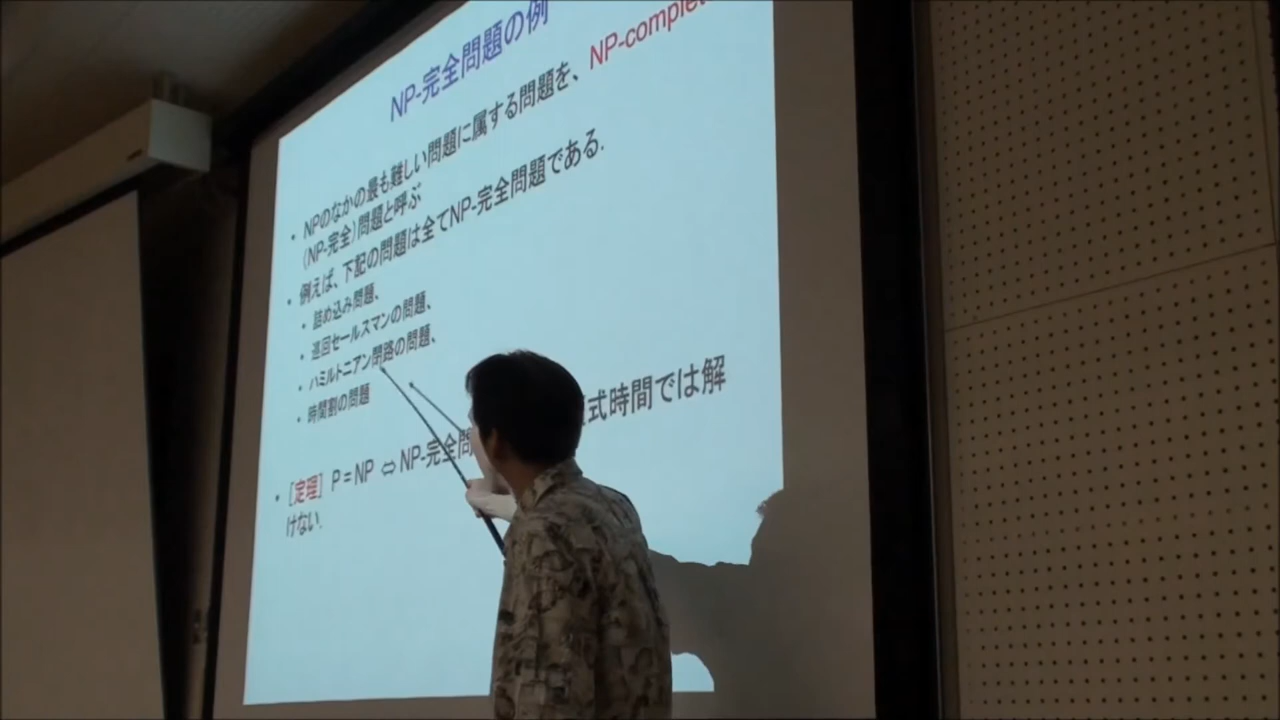 NP-完全問題の例
NPのなかの最も難しい問題に属する問題を、NP-complet
(NP-完全)問題と呼ぶ
例えば、下記の問題は全てNP-完全問題である.
詰め込み問題、
巡回セールスマンの問題、
ハミルトニアン閉路の問題、
時間割の問題
[定理] P = NP ⇔ NP-完全問 式時間では解
けない.